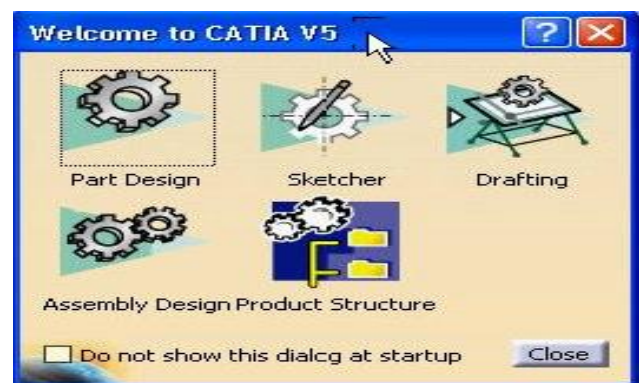 Welcome to CATIA V5
Part Design Sketcher Drafting
Assembly Design Product Structure
Do not show this dialog at startup Close